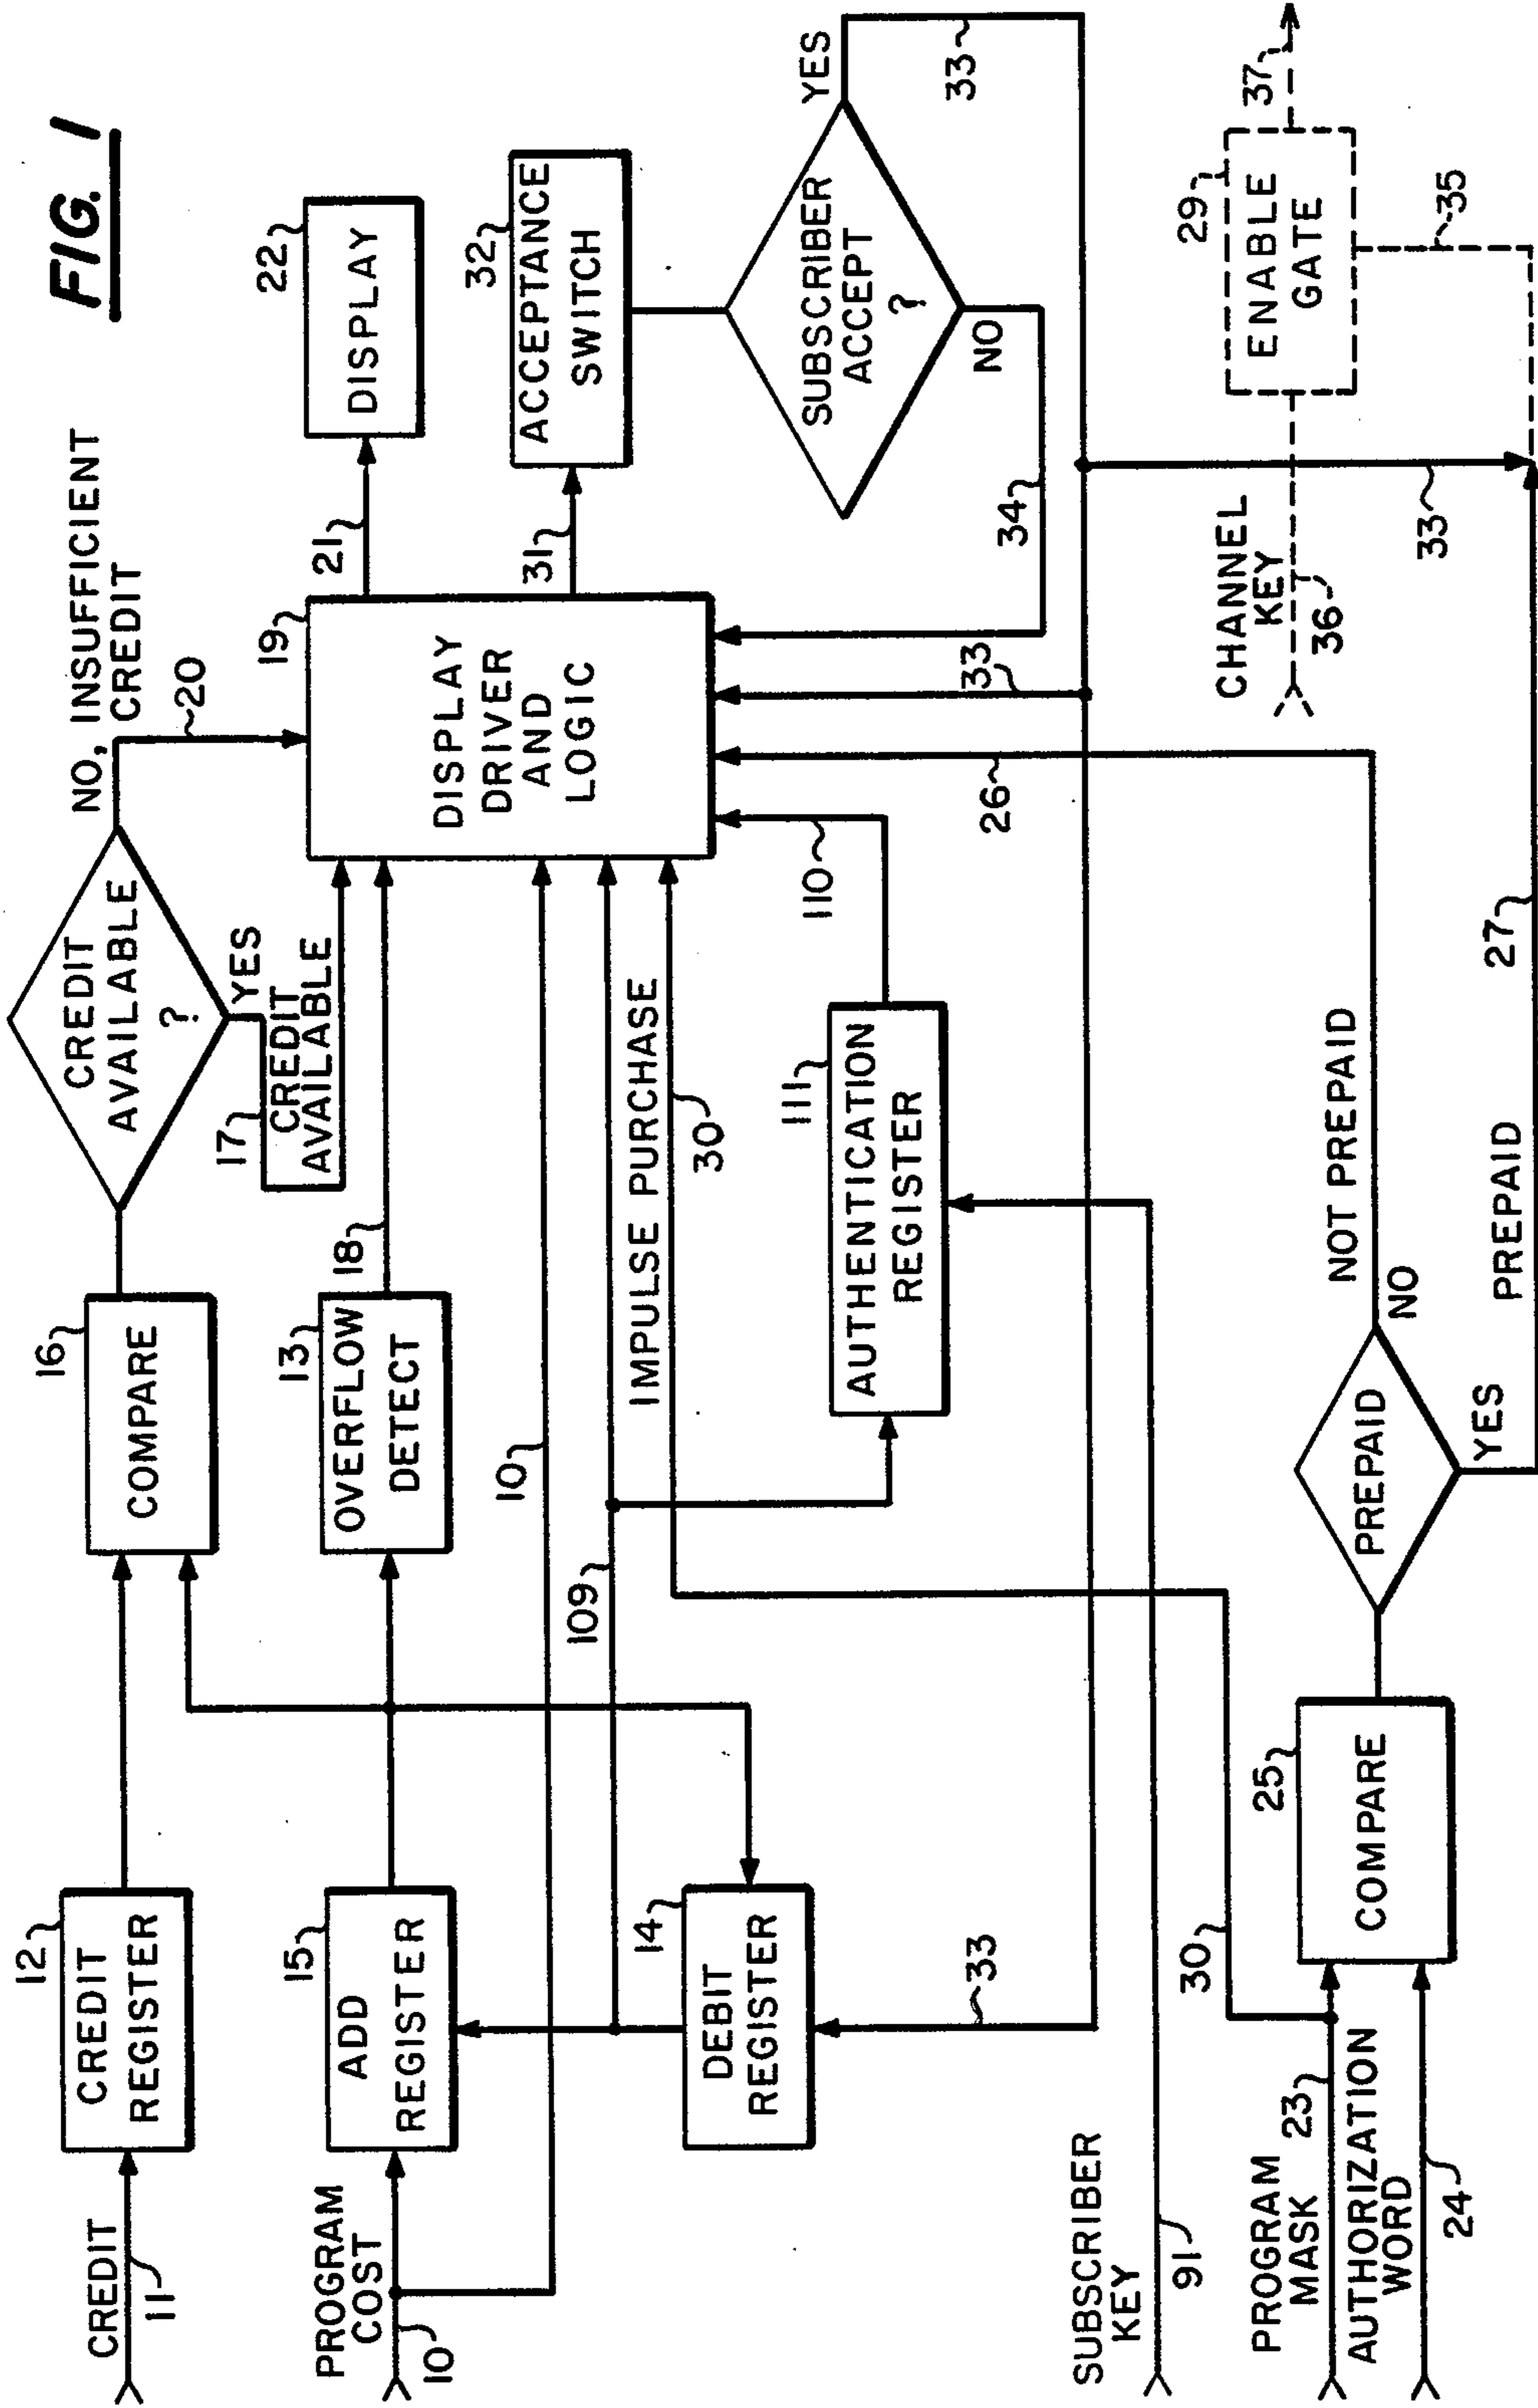 FIG. 1
CREDIT
11
12
CREDIT
REGISTER
16
COMPARE
CREDIT
AVAILABLE
?
NO, INSUFFICIENT
CREDIT
20
YES
17
CREDIT
AVAILABLE
PROGRAM
COST
10
15
ADD
REGISTER
13
OVERFLOW
DETECT
18
19
DISPLAY
DRIVER
AND
LOGIC
21
22
DISPLAY
31
32
ACCEPTANCE
SWITCH
10
109
IMPULSE PURCHASE
30
14
DEBIT
REGISTER
33
111
AUTHENTICATION
REGISTER
110
26
33
34
SUBSCRIBER
ACCEPT
?
YES
NO
33
SUBSCRIBER
KEY
91
PROGRAM
MASK
23
AUTHORIZATION
WORD
24
30
25
COMPARE
PREPAID
NOT PREPAID
NO
YES
PREPAID
27
CHANNEL
KEY
36
33
29
ENABLE
GATE
37
35